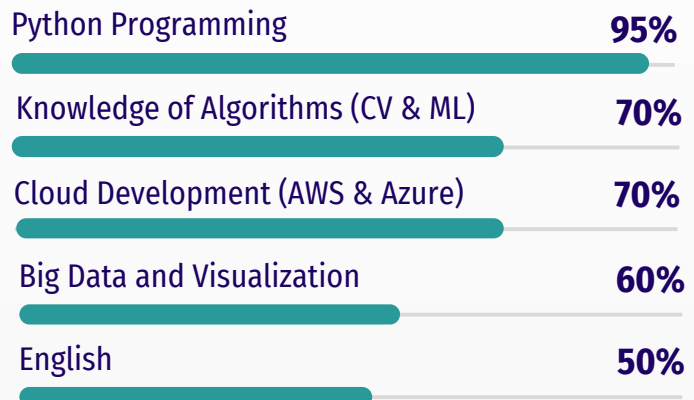 Python Programming 95%
Knowledge of Algorithms (CV & ML) 70%
Cloud Development (AWS & Azure) 70%
Big Data and Visualization 60%
English 50%